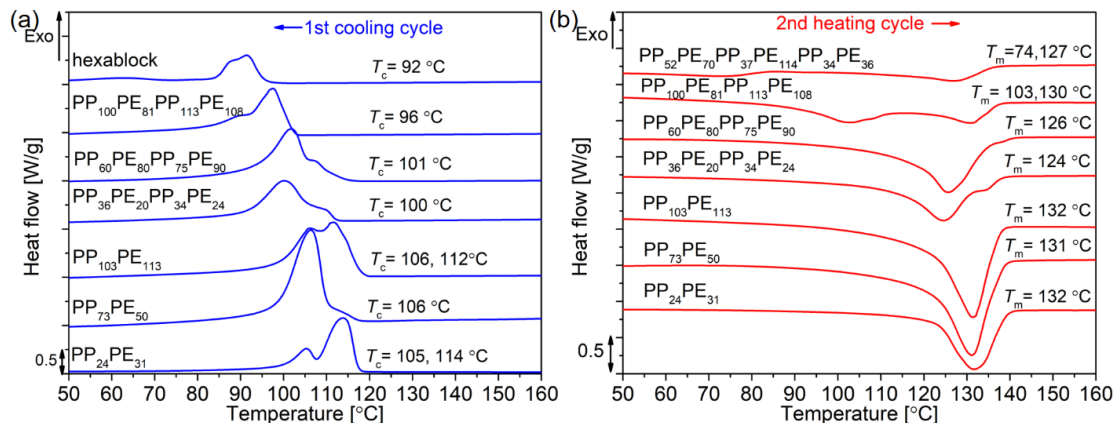 (a)
Exo
1st cooling cycle
hexablock
Tc= 92 °C
PP100PE81PP113PE108
Tc= 96 °C
PP60PE80PP75PE90
Tc= 101 °C
PP36PE20PP34PE24
Tc= 100 °C
PP103PE113
Tc= 106, 112°C
PP73PE50
Tc= 106 °C
PP24PE31
Tc= 105, 114 °C
0.5
Heat flow [W/g]
50 60 70 80 90 100 110 120 130 140 150 160
Temperature [°C]
(b)
Exo
2nd heating cycle
PP52PE70PP37PE114PP34PE36
Tm=74,127 °C
PP100PE81PP113PE108
Tm= 103,130 °C
PP60PE80PP75PE90
Tm= 126 °C
PP36PE20PP34PE24
Tm= 124 °C
PP103PE113
Tm= 132 °C
PP73PE50
Tm= 131 °C
PP24PE31
Tm= 132 °C
0.5
Heat flow [W/g]
50 60 70 80 90 100 110 120 130 140 150 160
Temperature [°C]